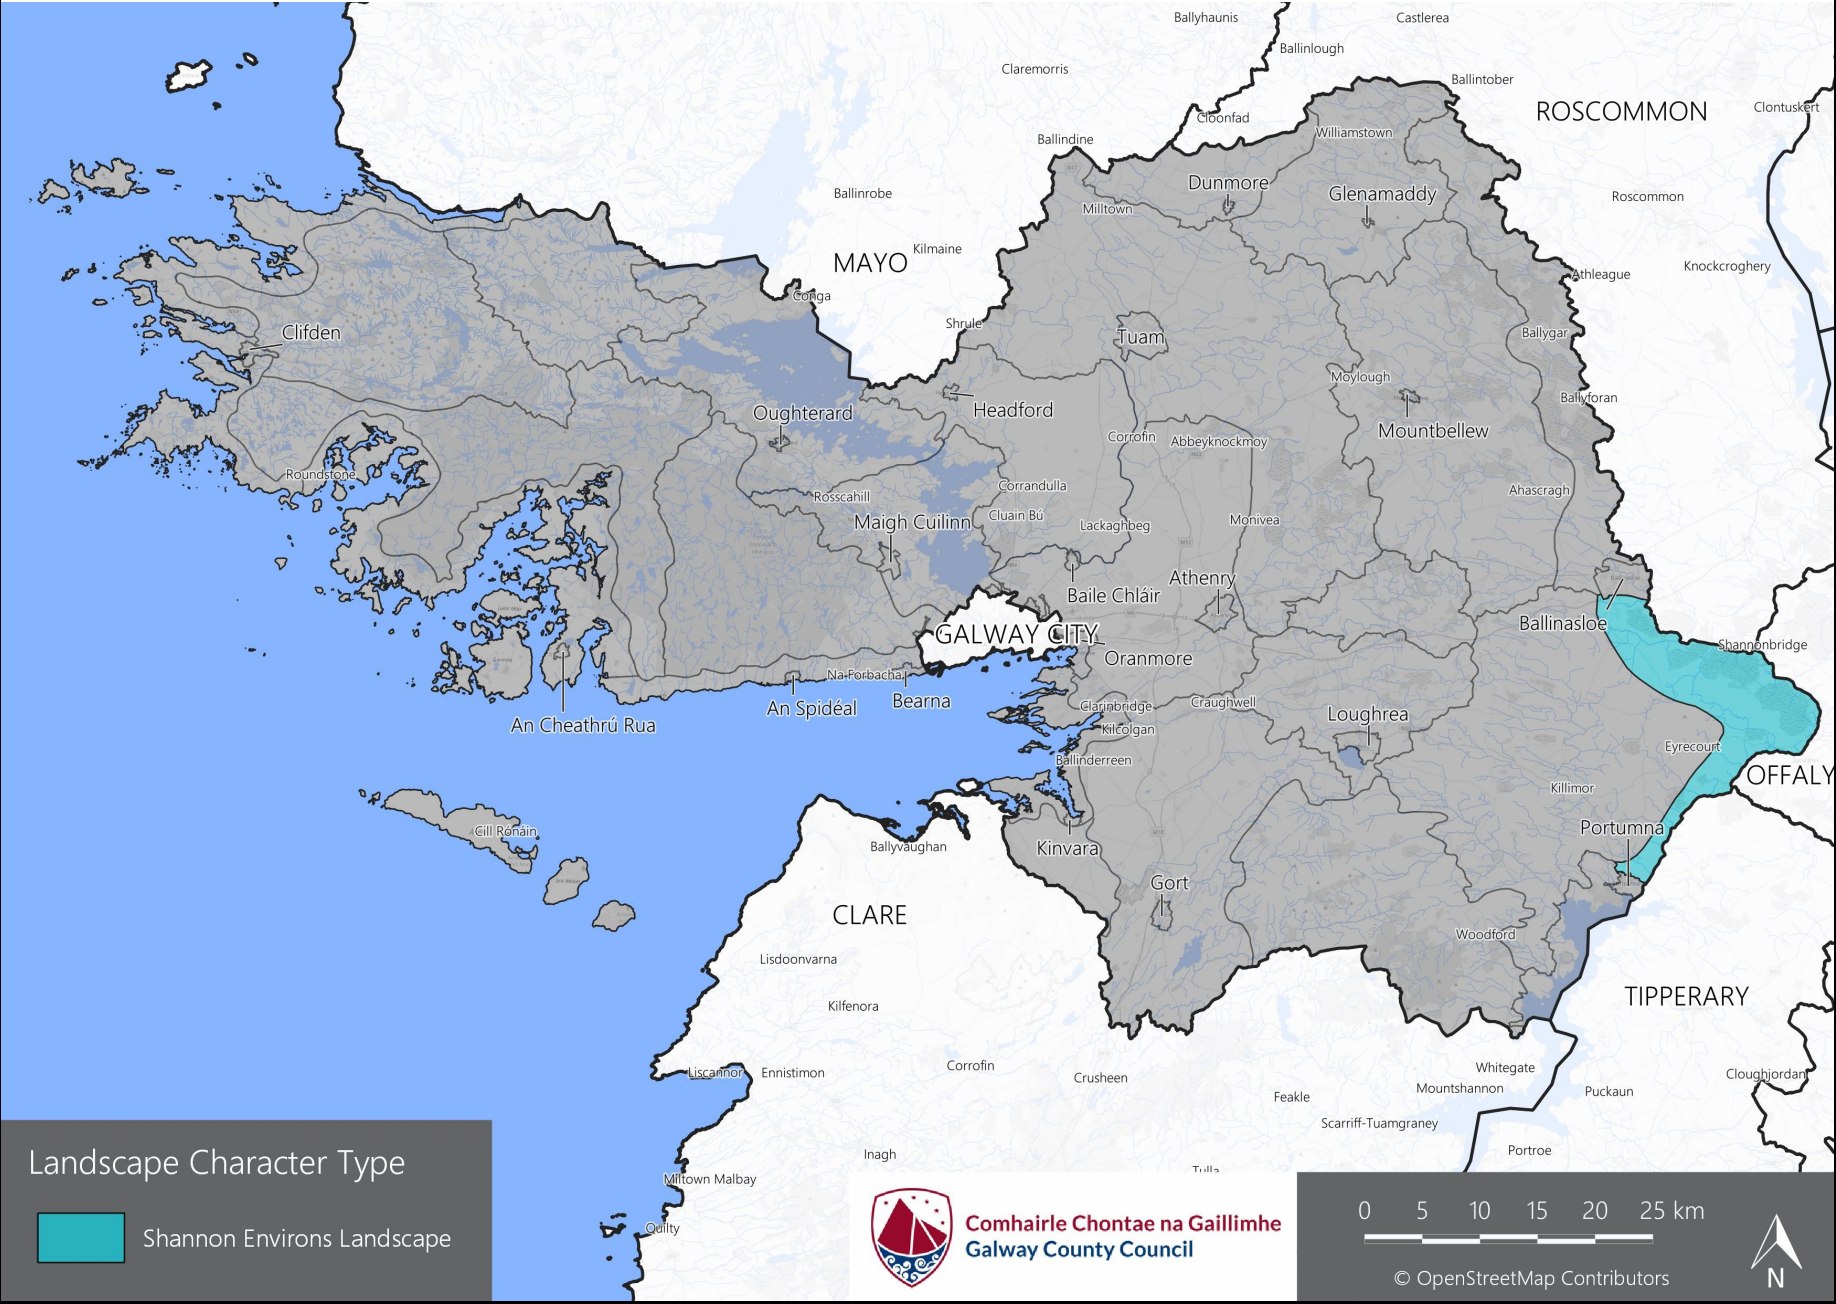 Ballyhaunis
Castlerea
Ballinlough
Claremorris
Ballintober
ROSCOMMON
Clontuskert
Cloonfad
Williamstown
Ballindine
Dunmore
Glenamaddy
Ballinrobe
Roscommon
Milltown
Kilmaine
MAYO
Knockcroghery
Athleague
Conga
Shrule
Clifden
Tuam
Ballygar
Moylough
Ballyforan
Oughterard
Headford
Mountbellew
Corrofin
Abbeyknockmoy
Roundstone
Corrandulla
Ahascragh
Rosscahill
Maigh Cuilinn
Cluain Bú
Lackaghbeg
Monivea
Athenry
Baile Chláir
Ballinasloe
GALWAY CITY
Shannonbridge
Oranmore
Na Forbacha
Bearna
An Spidéal
An Cheathrú Rua
Clarinbridge
Craughwell
Loughrea
Kilcolgan
Eyrecourt
Ballinderreen
OFFALY
Killimor
Cill Rónáin
Portumna
Kinvara
Ballyvaughan
Gort
CLARE
Woodford
Lisdoonvarna
TIPPERARY
Kilfenora
Liscannor
Ennistimon
Corrofin
Crusheen
Whitegate
Mountshannon
Puckaun
Cloughjordan
Feakle
Scarriff-Tuamgraney
Inagh
Portroe
Tulla
Miltown Malbay
Quilty
Landscape Character Type
Shannon Environs Landscape
Comhairle Chontae na Gaillimhe
Galway County Council
0 5 10 15 20 25 km
© OpenStreetMap Contributors
N